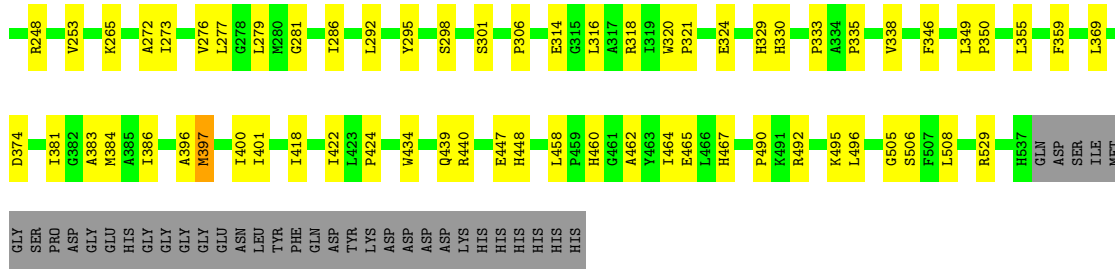 R248 V253 K265 A272 I273 V276 L277 G278 L279 M280 G281 I286 L292 Y295 S298 S301 P306 E314 G315 L316 A317 R318 I319 W320 P321 E324 H329 H330 P333 A334 P335 V338 F346 L349 P350 L355 F359 L369
D374 I381 G382 A383 M384 A385 I386 A396 M397 I400 I401 I418 I422 L423 P424 W434 Q439 R440 E447 H448 L458 P459 H460 G461 A462 Y463 I464 E465 L466 H467 P490 K491 R492 K495 L496 G505 S506 F507 L508 R529 H537 GLN ASP SER ILE MET
GLY SER PRO ASP GLY GLU HIS GLY GLY GLY GLY GLU ASN LEU TYR PHE GLN ASP TYR LYS ASP ASP ASP ASP LYS HIS HIS HIS HIS HIS HIS